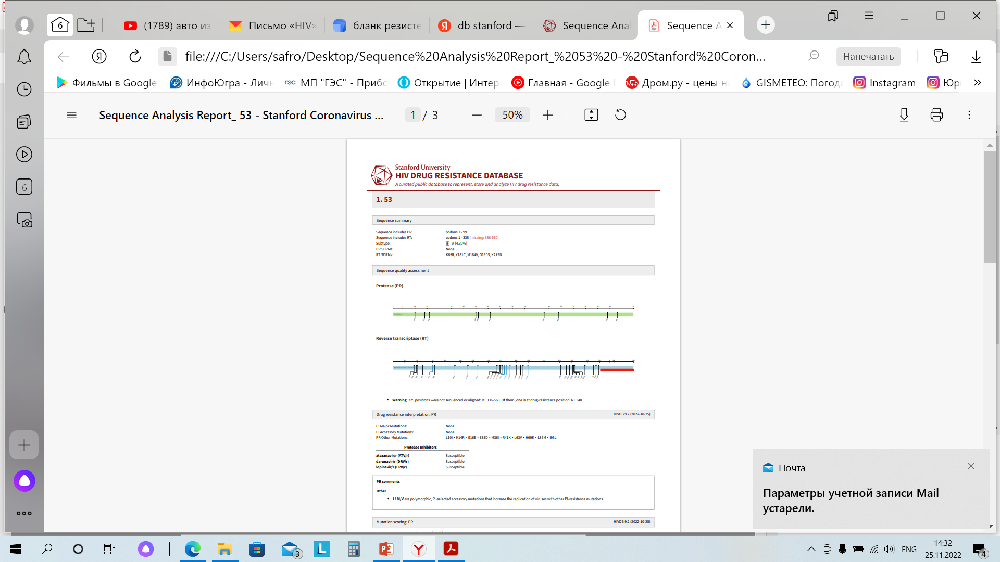 6
(1789) авто из
Письмо «HIV»
бланк резисте
db stanford —
Sequence Anal
Sequence A
file:///C:/Users/safro/Desktop/Sequence%20Analysis%20Report_%2053%20-%20Stanford%20Coron...
Напечатать
Фильмы в Google
ИнфоЮгра - Личн
МП "ГЭС" - Прибо
Открытие | Интер
Главная - Google
Дром.ру - цены на
GISMETEO: Погода
Instagram
Юр
»
Sequence Analysis Report_ 53 - Stanford Coronavirus ...
1 / 3
50%
6
Stanford University
HIV DRUG RESISTANCE DATABASE
A curated public database to represent, store and analyze HIV drug resistance data.
1. 53
Sequence summary
Sequence includes PR: codons 1 - 99
Sequence includes RT: codons 1 - 335 (missing: 336-560)
Subtype: A (4.30%)
PR SDRMs: None
RT SDRMs: K65R, Y181C, M184V, G190S, K219N
Sequence quality assessment
Protease (PR)
Reverse transcriptase (RT)
• Warning: 225 positions were not sequenced or aligned: RT 336-560. Of them, one is at drug-resistance position: RT 348.
Drug resistance interpretation: PR HIVDB 9.2 (2022-10-25)
PI Major Mutations: None
PI Accessory Mutations: None
PR Other Mutations: L10I • K14R • G16E • E35D • M36I • R41K • L63V • H69K • L89M • I93L
Protease Inhibitors
atazanavir/r (ATV/r) Susceptible
darunavir/r (DRV/r) Susceptible
lopinavir/r (LPV/r) Susceptible
PR comments
Other
• L10I/V are polymorphic, PI-selected accessory mutations that increase the replication of viruses with other PI-resistance mutations.
Mutation scoring: PR HIVDB 9.2 (2022-10-25)
Почта
Параметры учетной записи Mail
устарели.
3
ENG
14:32
25.11.2022
4